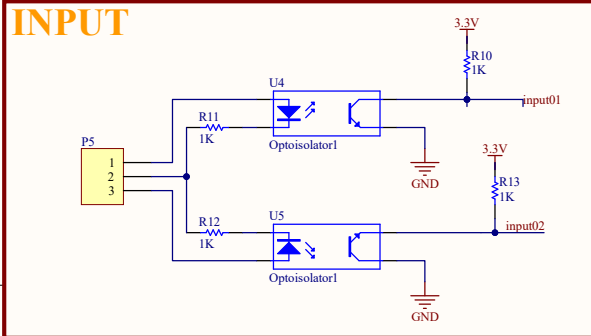 INPUT
3.3V
R10
1K
U4
input01
R11
1K
Optoisolator1
P5
1
2
3
GND
3.3V
R13
1K
R12
1K
U5
input02
Optoisolator1
GND